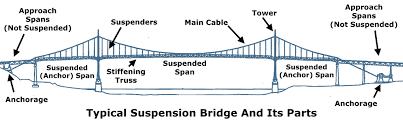 Approach
Spans
(Not Suspended)
Suspenders
Main Cable
Tower
Approach
Spans
(Not Suspended)
Suspended
(Anchor) Span
Stiffening
Truss
Suspended
Span
Suspended
(Anchor) Span
Anchorage
Anchorage
Typical Suspension Bridge And Its Parts